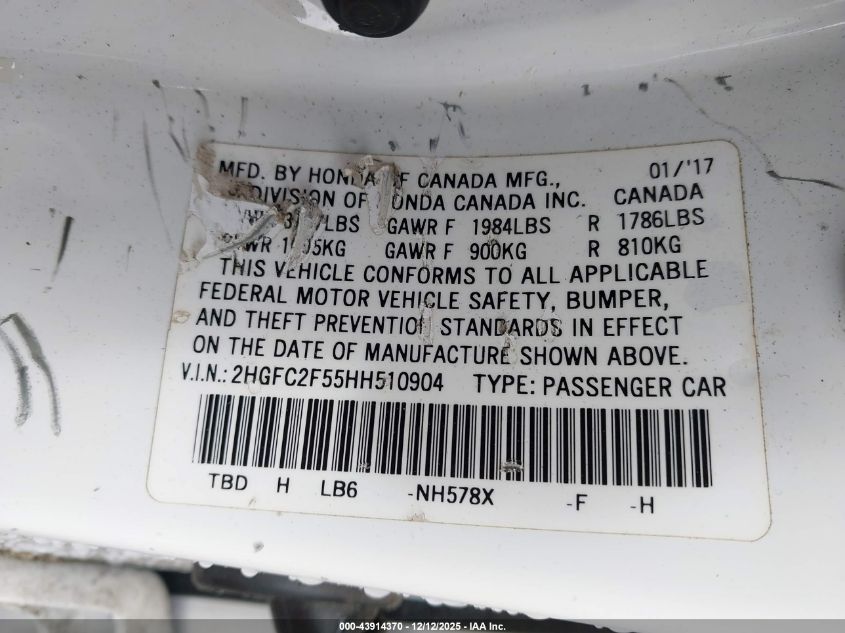 MFD. BY HONDA OF CANADA MFG., 01/'17
DIVISION OF HONDA CANADA INC. CANADA
LBS GAWR F 1984LBS R 1786LBS
KG GAWR F 900KG R 810KG
THIS VEHICLE CONFORMS TO ALL APPLICABLE
FEDERAL MOTOR VEHICLE SAFETY, BUMPER,
AND THEFT PREVENTION STANDARDS IN EFFECT
ON THE DATE OF MANUFACTURE SHOWN ABOVE.
V.I.N.: 2HGFC2F55HH510904 TYPE: PASSENGER CAR
TBD H LB6 -NH578X -F -H
000-43914370 - 12/12/2025 - IAA Inc.